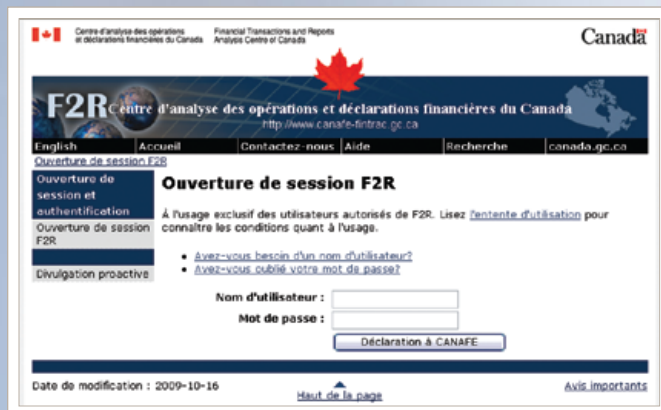 Centre d'analyse des opérations
et déclarations financières du Canada
Financial Transactions and Reports
Analysis Centre of Canada
Canada
F2R Centre d'analyse des opérations et déclarations financières du Canada
http://www.canafe-fintrac.gc.ca
English Accueil Contactez-nous Aide Recherche canada.gc.ca
Ouverture de session F2R
Ouverture de
session et
authentification
Ouverture de session
F2R
Divulgation proactive
Ouverture de session F2R
À l'usage exclusif des utilisateurs autorisés de F2R. Lisez l'entente d'utilisation pour
connaître les conditions quant à l'usage.
Avez-vous besoin d'un nom d'utilisateur?
Avez-vous oublié votre mot de passe?
Nom d'utilisateur :
Mot de passe :
Déclaration à CANAFE
Date de modification : 2009-10-16
Haut de la page
Avis importants